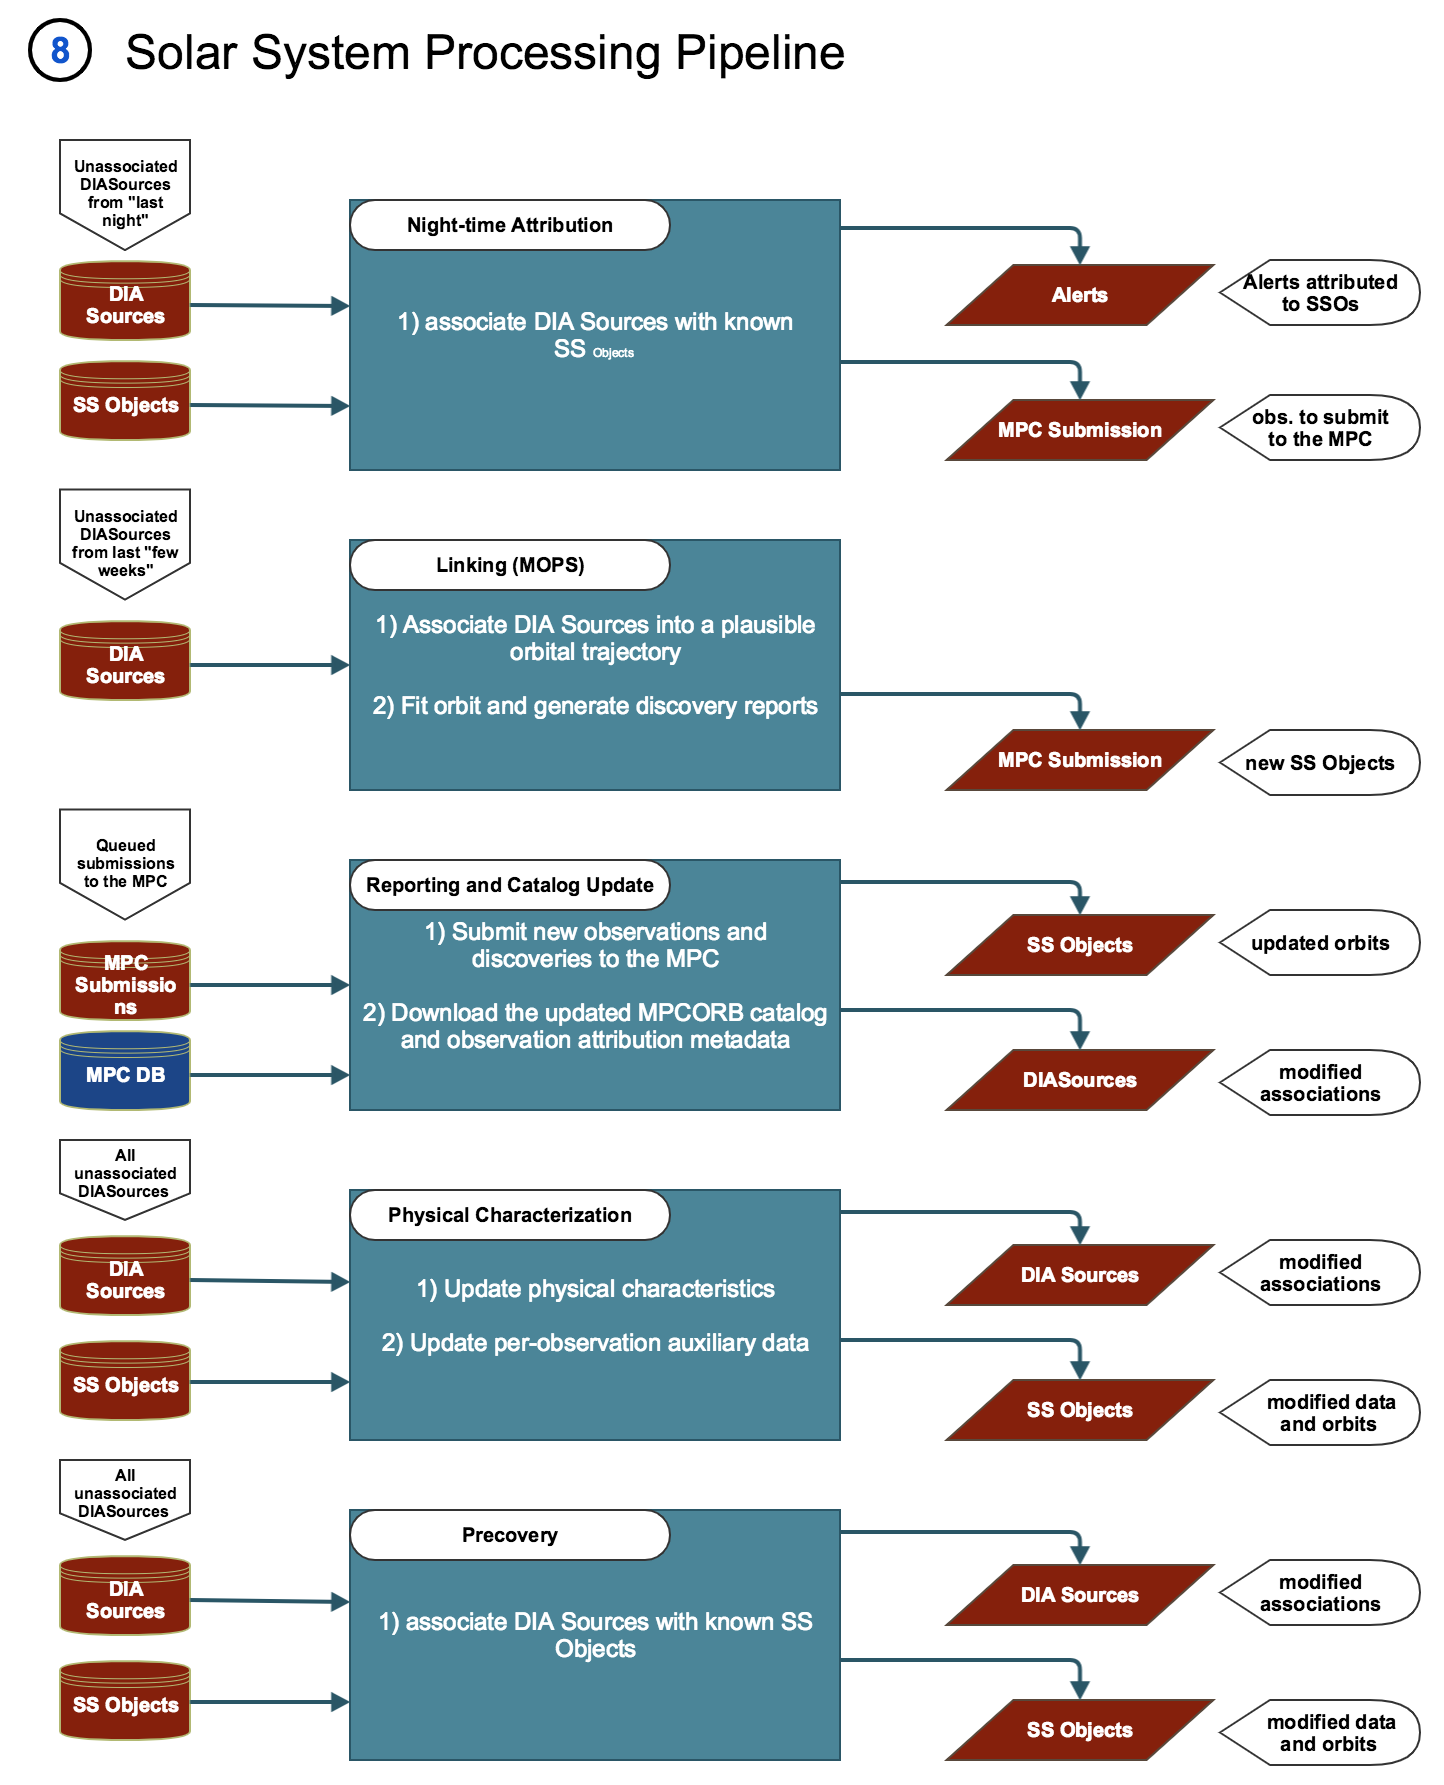 8 Solar System Processing Pipeline
Unassociated
DIASources
from "last
night"
DIA
Sources
SS Objects
Night-time Attribution
1) associate DIA Sources with known
SS Objects
Alerts
Alerts attributed
to SSOs
MPC Submission
obs. to submit
to the MPC
Unassociated
DIASources
from last "few
weeks"
DIA
Sources
Linking (MOPS)
1) Associate DIA Sources into a plausible
orbital trajectory
2) Fit orbit and generate discovery reports
MPC Submission
new SS Objects
Queued
submissions
to the MPC
MPC
Submissio
ns
MPC DB
Reporting and Catalog Update
1) Submit new observations and
discoveries to the MPC
2) Download the updated MPCORB catalog
and observation attribution metadata
SS Objects
updated orbits
DIASources
modified
associations
All
unassociated
DIASources
DIA
Sources
SS Objects
Physical Characterization
1) Update physical characteristics
2) Update per-observation auxiliary data
DIA Sources
modified
associations
SS Objects
modified data
and orbits
All
unassociated
DIASources
DIA
Sources
SS Objects
Precovery
1) associate DIA Sources with known SS
Objects
DIA Sources
modified
associations
SS Objects
modified data
and orbits